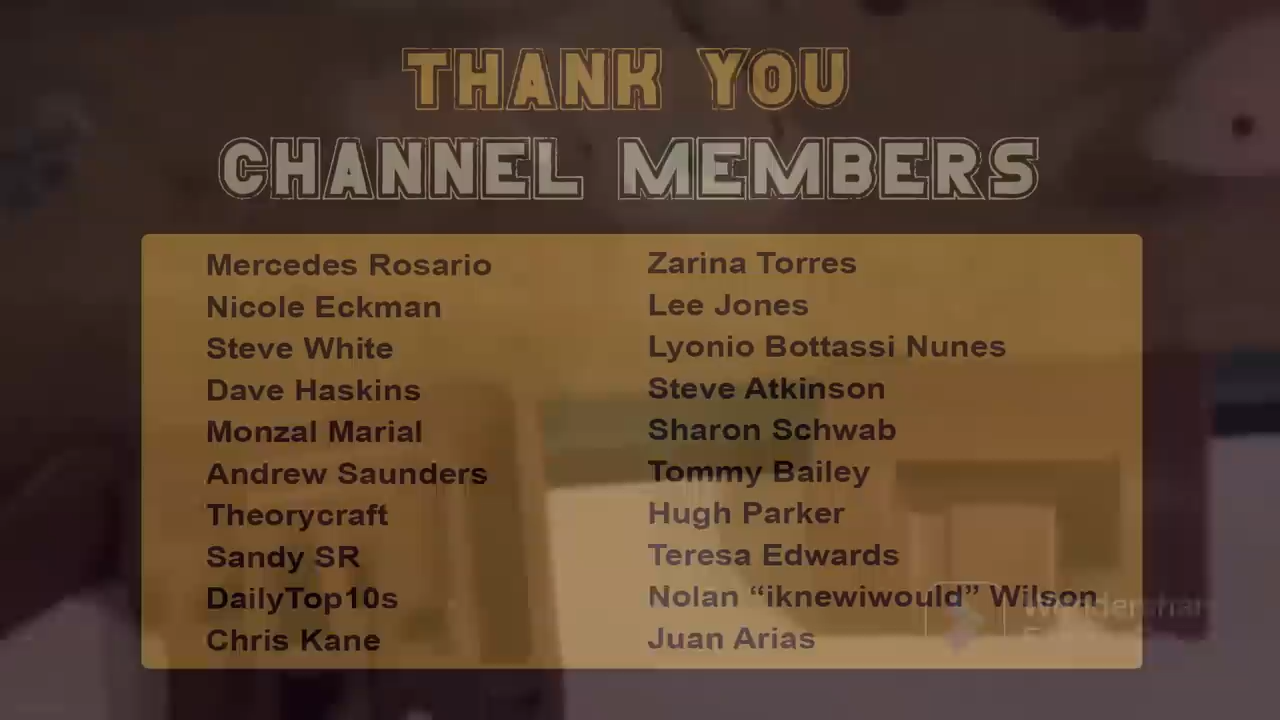 THANK YOU
CHANNEL MEMBERS
Mercedes Rosario
Nicole Eckman
Steve White
Dave Haskins
Monzal Marial
Andrew Saunders
Theorycraft
Sandy SR
DailyTop10s
Chris Kane
Zarina Torres
Lee Jones
Lyonio Bottassi Nunes
Steve Atkinson
Sharon Schwab
Tommy Bailey
Hugh Parker
Teresa Edwards
Nolan “iknewiwould” Wilson
Juan Arias